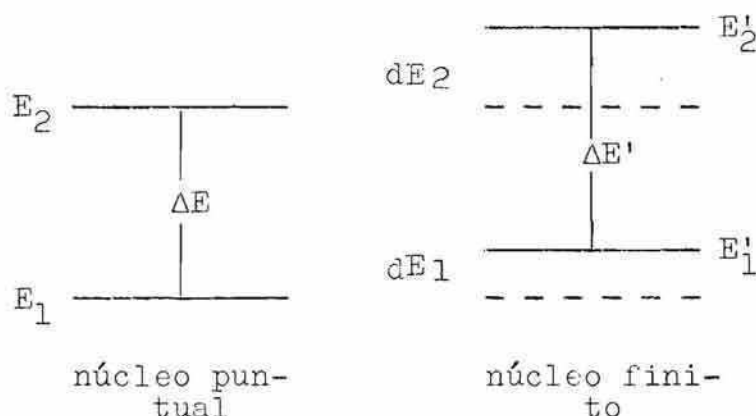 E'2
dE2
E2
ΔE'
ΔE
dE1
E'1
E1
núcleo pun-
tual
núcleo fini-
to